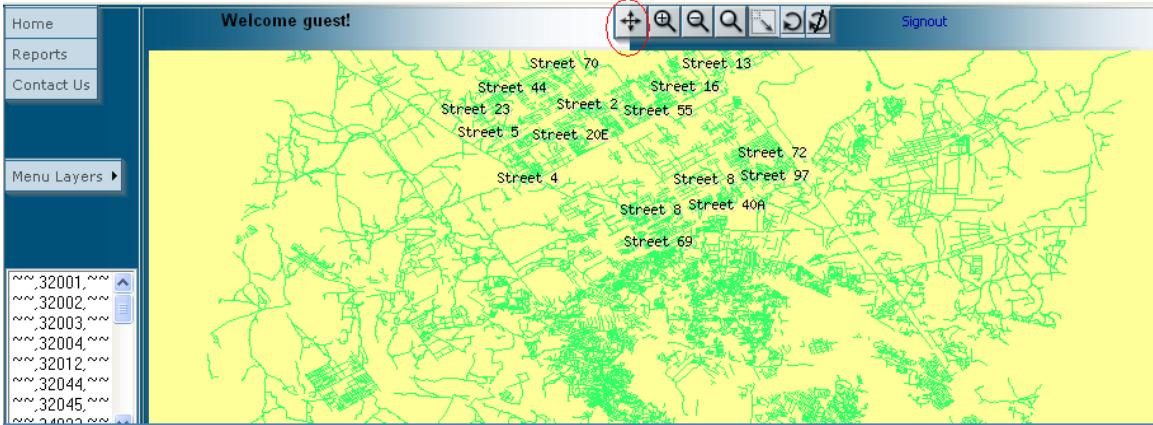 Home
Welcome guest!
Signout
Reports
Contact Us
Menu Layers
Street 70
Street 13
Street 44
Street 16
Street 23
Street 2
Street 55
Street 5
Street 20E
Street 72
Street 4
Street 8
Street 97
Street 8
Street 40A
Street 69
~~,32001,~~
~~,32002,~~
~~,32003,~~
~~,32004,~~
~~,32012,~~
~~,32044,~~
~~,32045,~~